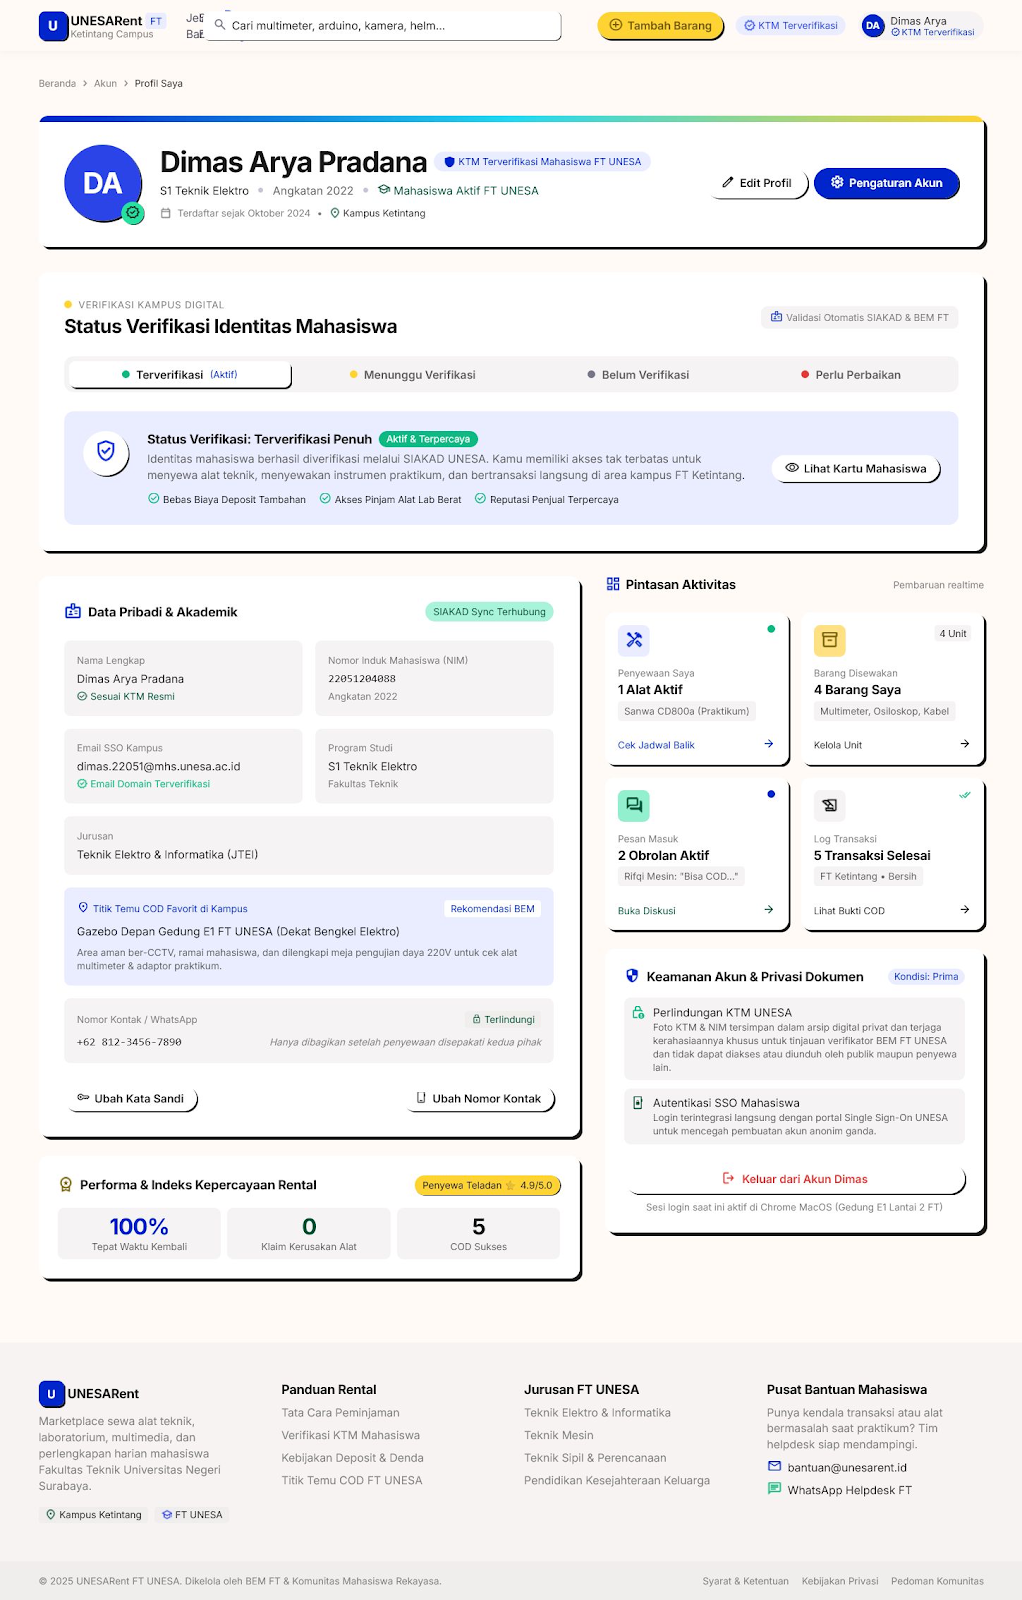 U
UNESARent FT
Ketintang Campus
Cari multimeter, arduino, kamera, helm...
Tambah Barang
KTM Terverifikasi
DA
Dimas Arya
KTM Terverifikasi
Beranda > Akun > Profil Saya
DA
Dimas Arya Pradana
KTM Terverifikasi Mahasiswa FT UNESA
S1 Teknik Elektro • Angkatan 2022 • Mahasiswa Aktif FT UNESA
Terdaftar sejak Oktober 2024 • Kampus Ketintang
Edit Profil
Pengaturan Akun
VERIFIKASI KAMPUS DIGITAL
Status Verifikasi Identitas Mahasiswa
Validasi Otomatis SIAKAD & BEM FT
Terverifikasi (Aktif)
Menunggu Verifikasi
Belum Verifikasi
Perlu Perbaikan
Status Verifikasi: Terverifikasi Penuh
Aktif & Terpercaya
Identitas mahasiswa berhasil diverifikasi melalui SIAKAD UNESA. Kamu memiliki akses tak terbatas untuk
menyewa alat teknik, menyewakan instrumen praktikum, dan bertransaksi langsung di area kampus FT Ketintang.
Bebas Biaya Deposit Tambahan
Akses Pinjam Alat Lab Berat
Reputasi Penjual Terpercaya
Lihat Kartu Mahasiswa
Data Pribadi & Akademik
SIAKAD Sync Terhubung
Nama Lengkap
Dimas Arya Pradana
Sesuai KTM Resmi
Nomor Induk Mahasiswa (NIM)
22051204088
Angkatan 2022
Email SSO Kampus
dimas.22051@mhs.unesa.ac.id
Email Domain Terverifikasi
Program Studi
S1 Teknik Elektro
Fakultas Teknik
Jurusan
Teknik Elektro & Informatika (JTEI)
Titik Temu COD Favorit di Kampus
Rekomendasi BEM
Gazebo Depan Gedung E1 FT UNESA (Dekat Bengkel Elektro)
Area aman ber-CCTV, ramai mahasiswa, dan dilengkapi meja pengujian daya 220V untuk cek alat
multimeter & adaptor praktikum.
Nomor Kontak / WhatsApp
Terlindungi
+62 812-3456-7890
Hanya dibagikan setelah penyewaan disepakati kedua pihak
Ubah Kata Sandi
Ubah Nomor Kontak
Performa & Indeks Kepercayaan Rental
Penyewa Teladan ⭐ 4.9/5.0
100%
Tepat Waktu Kembali
0
Klaim Kerusakan Alat
5
COD Sukses
Pintasan Aktivitas
Pembaruan realtime
Penyewaan Saya
1 Alat Aktif
Sanwa CD800a (Praktikum)
Cek Jadwal Balik →
4 Unit
Barang Disewakan
4 Barang Saya
Multimeter, Osiloskop, Kabel
Kelola Unit →
Pesan Masuk
2 Obrolan Aktif
Rifqi Mesin: "Bisa COD..."
Buka Diskusi →
Log Transaksi
5 Transaksi Selesai
FT Ketintang • Bersih
Lihat Bukti COD →
Keamanan Akun & Privasi Dokumen
Kondisi: Prima
Perlindungan KTM UNESA
Foto KTM & NIM tersimpan dalam arsip digital privat dan terjaga
kerahasiaannya khusus untuk tinjauan verifikator BEM FT UNESA
dan tidak dapat diakses atau diunduh oleh publik maupun penyewa
lain.
Autentikasi SSO Mahasiswa
Login terintegrasi langsung dengan portal Single Sign-On UNESA
untuk mencegah pembuatan akun anonim ganda.
Keluar dari Akun Dimas
Sesi login saat ini aktif di Chrome MacOS (Gedung E1 Lantai 2 FT)
U UNESARent
Marketplace sewa alat teknik,
laboratorium, multimedia, dan
perlengkapan harian mahasiswa
Fakultas Teknik Universitas Negeri
Surabaya.
Kampus Ketintang
FT UNESA
Panduan Rental
Tata Cara Peminjaman
Verifikasi KTM Mahasiswa
Kebijakan Deposit & Denda
Titik Temu COD FT UNESA
Jurusan FT UNESA
Teknik Elektro & Informatika
Teknik Mesin
Teknik Sipil & Perencanaan
Pendidikan Kesejahteraan Keluarga
Pusat Bantuan Mahasiswa
Punya kendala transaksi atau alat
bermasalah saat praktikum? Tim
helpdesk siap mendampingi.
bantuan@unesarent.id
WhatsApp Helpdesk FT
© 2025 UNESARent FT UNESA. Dikelola oleh BEM FT & Komunitas Mahasiswa Rekayasa.
Syarat & Ketentuan
Kebijakan Privasi
Pedoman Komunitas